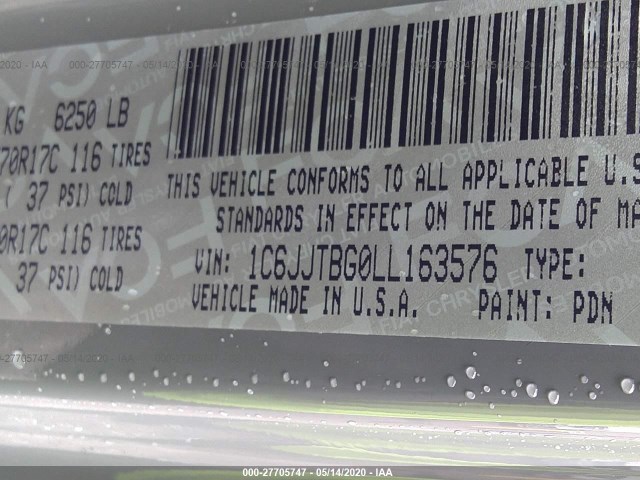 KG 6250 LB
70R17C 116 TIRES
( 37 PSI) COLD
0R17C 116 TIRES
37 PSI) COLD
THIS VEHICLE CONFORMS TO ALL APPLICABLE U.S
STANDARDS IN EFFECT ON THE DATE OF MA
VIN: 1C6JJTBG0LL163576 TYPE:
VEHICLE MADE IN U.S.A. PAINT: PDN
000-27705747 - 05/14/2020 - IAA